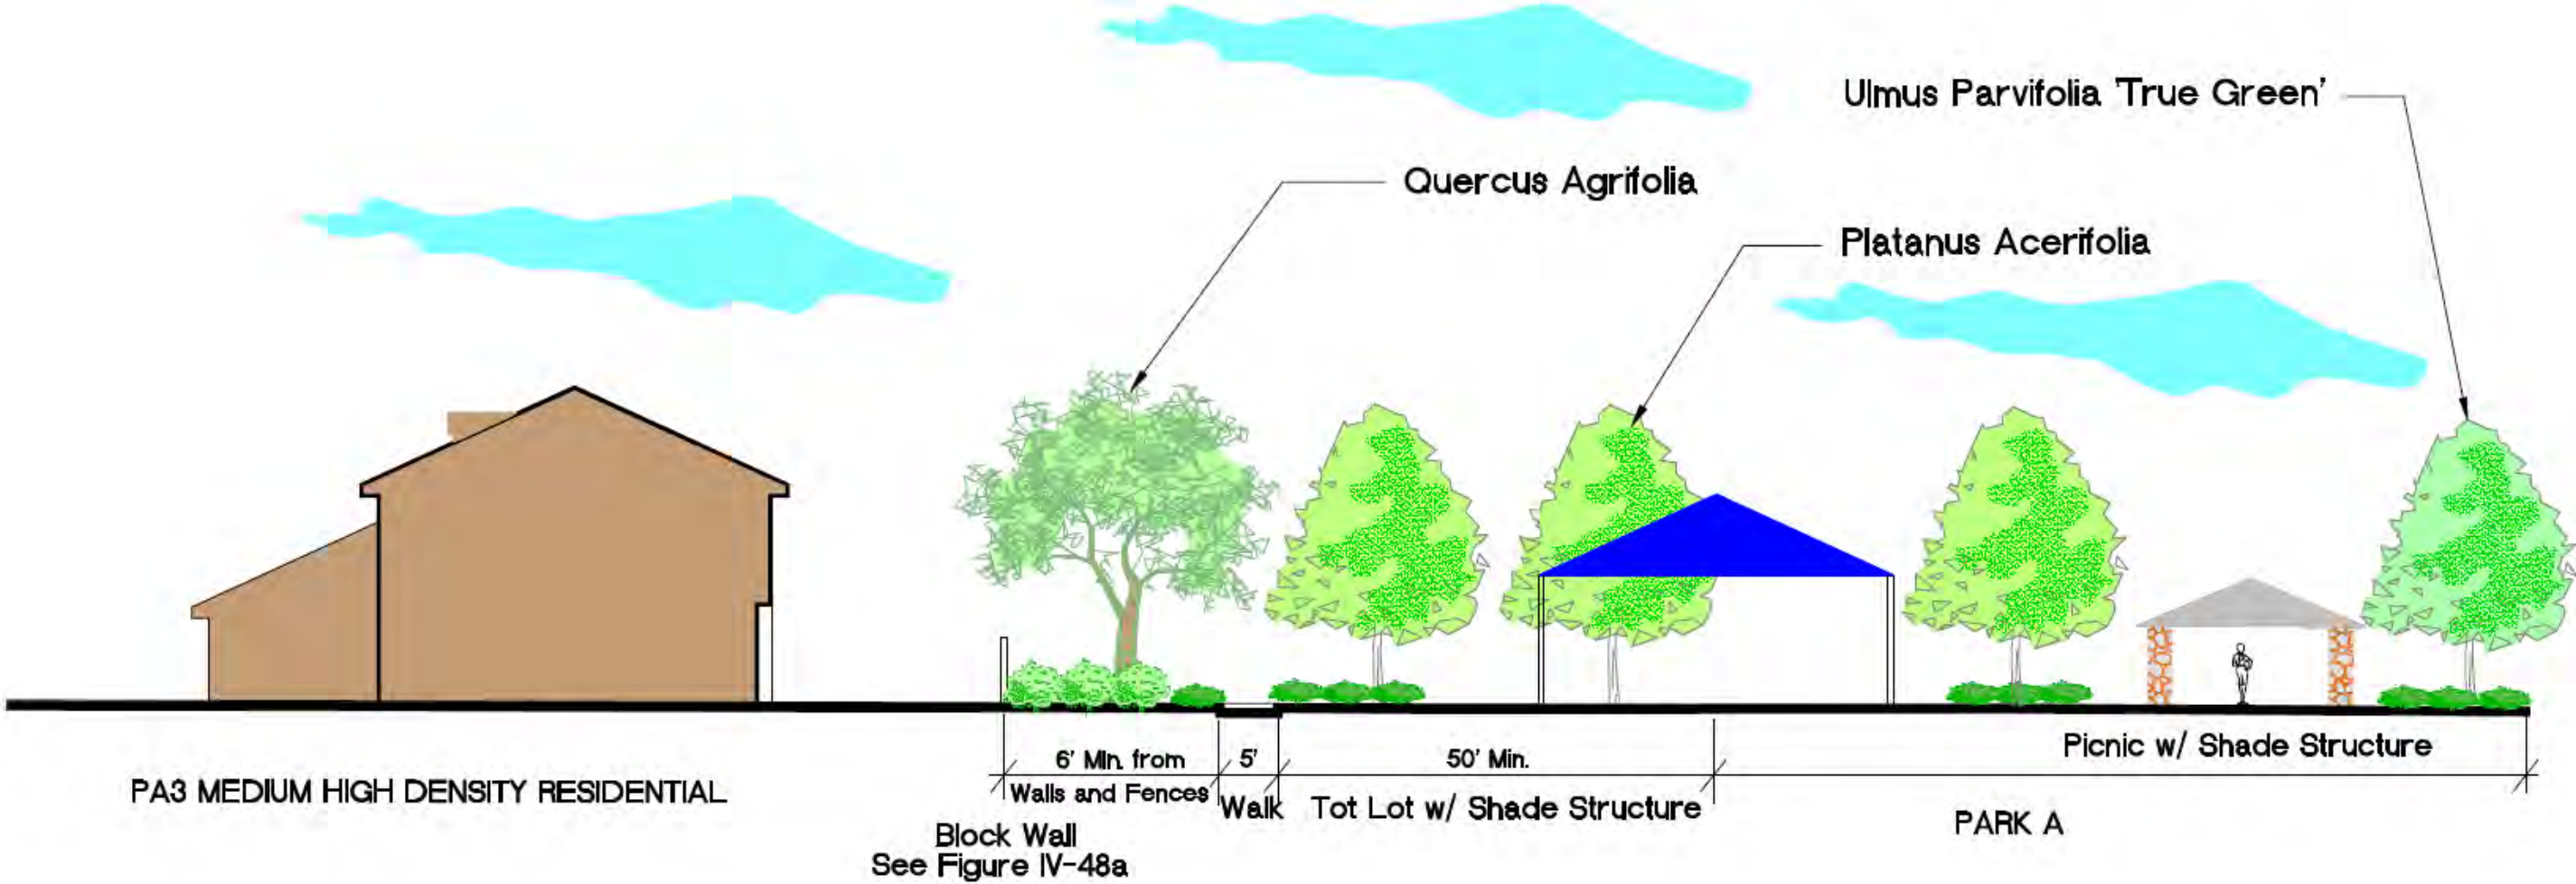 Ulmus Parvifolia 'True Green'
Quercus Agrifolia
Platanus Acerifolia
6' Min. from
Walls and Fences
5'
Walk
50' Min.
Tot Lot w/ Shade Structure
Picnic w/ Shade Structure
PARK A
PA3 MEDIUM HIGH DENSITY RESIDENTIAL
Block Wall
See Figure IV-48a